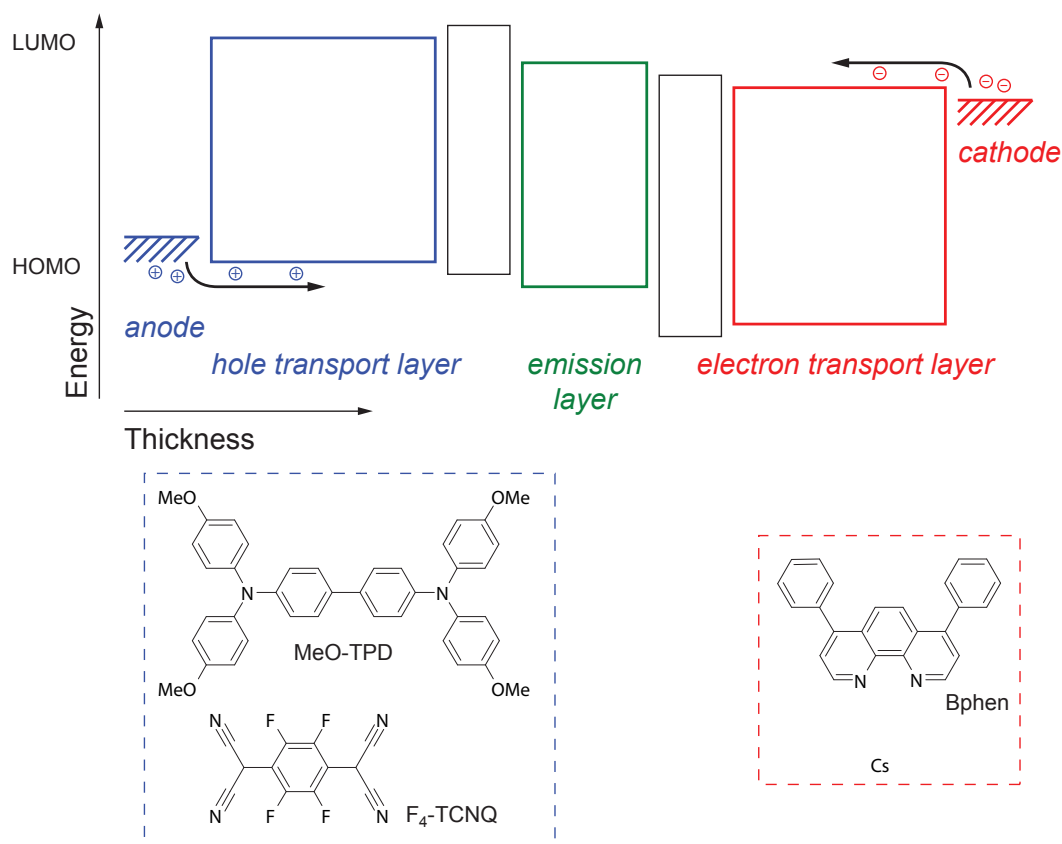 LUMO
HOMO
Energy
Thickness
anode
hole transport layer
emission
layer
electron transport layer
cathode
⊕ ⊕ ⊕ ⊕
⊖ ⊖ ⊖ ⊖
MeO
OMe
N
N
MeO
OMe
MeO-TPD
N
F
F
N
N
F
F
N
F₄-TCNQ
N
N
Bphen
Cs